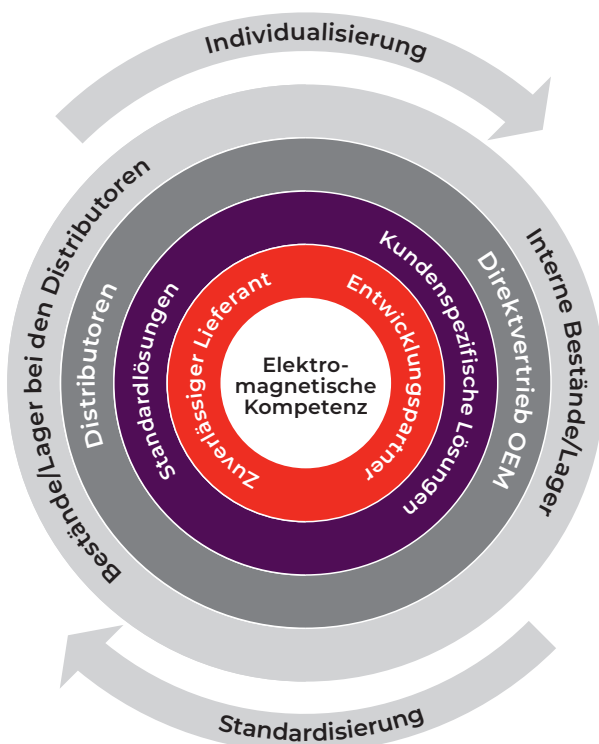 Individualisierung
Bestände/Lager bei den Distributoren
Distributoren
Standardlösungen
Zuverlässiger Lieferant
Elektro-
magnetische
Kompetenz
Entwicklungspartner
Kundenspezifische Lösungen
Direktvertrieb OEM
Interne Bestände/Lager
Standardisierung